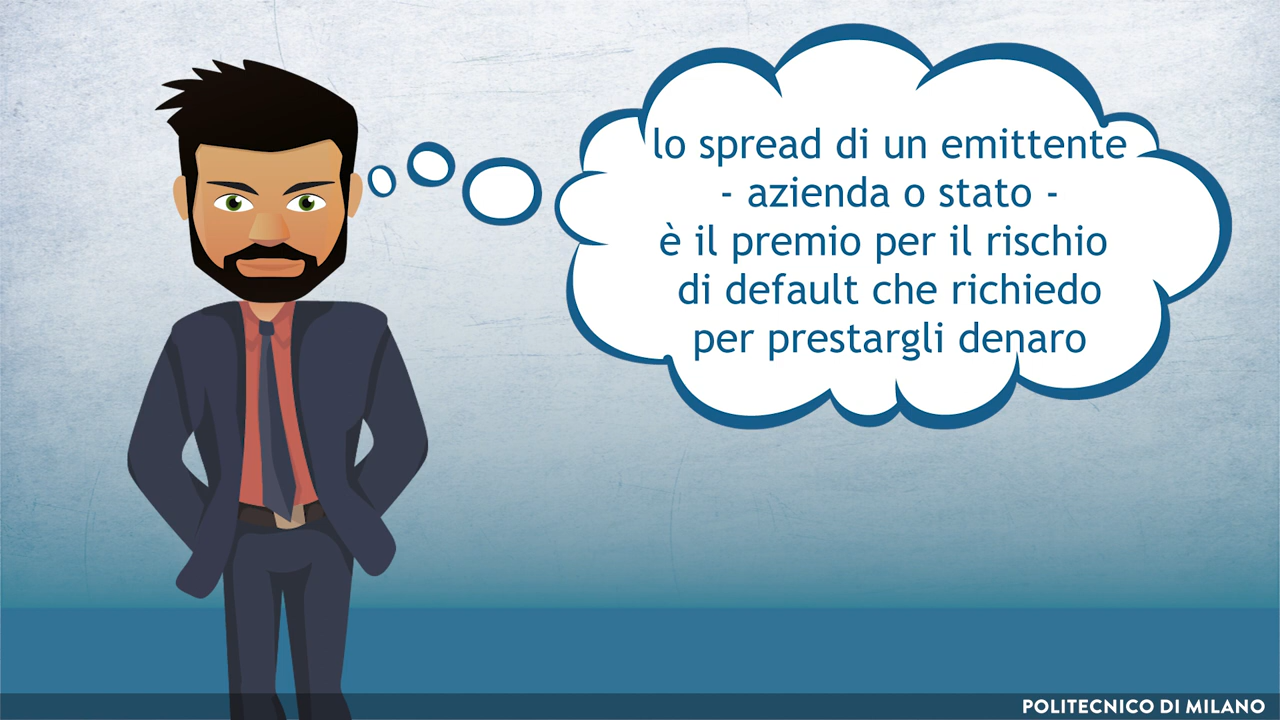 lo spread di un emittente
- azienda o stato -
è il premio per il rischio
di default che richiedo
per prestargli denaro
POLITECNICO DI MILANO